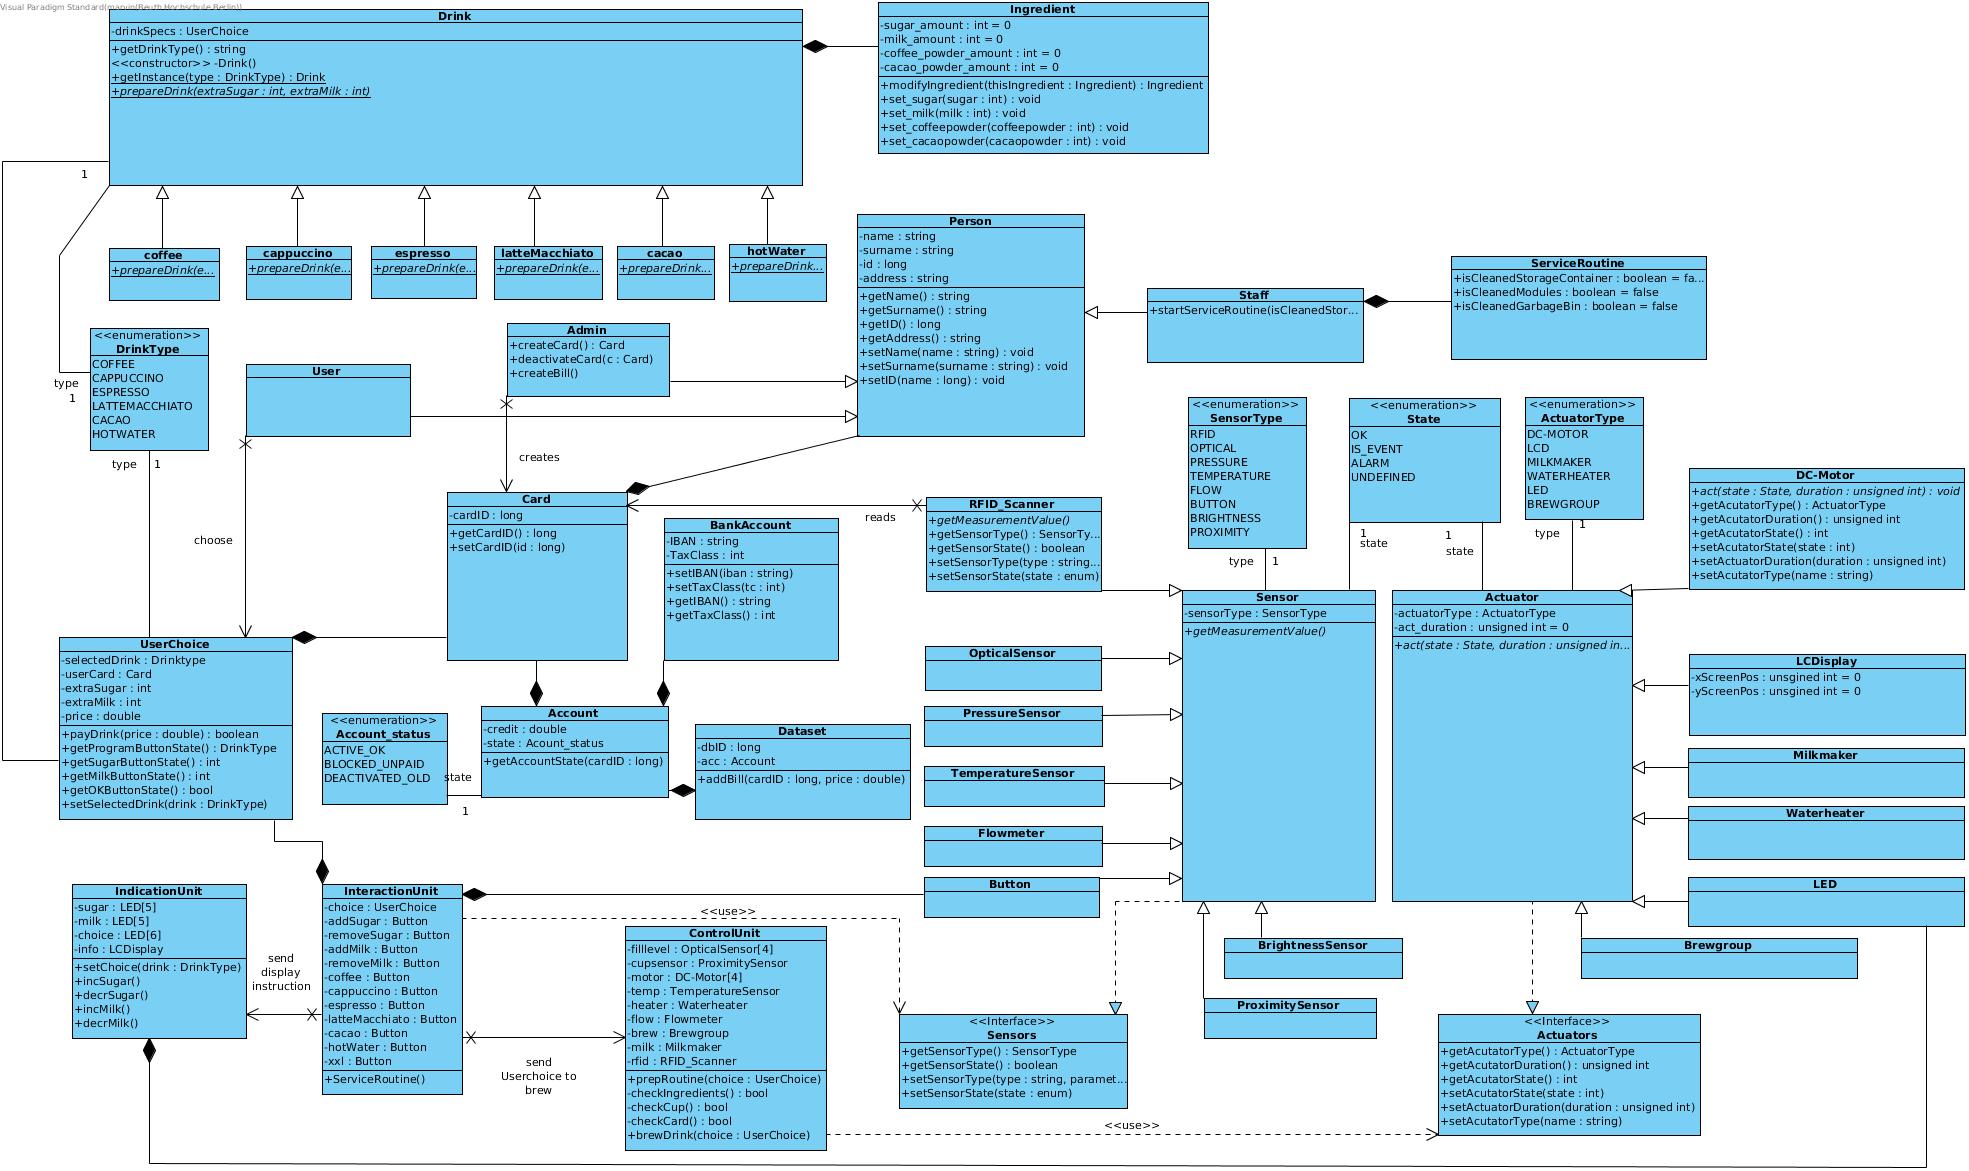 Visual Paradigm Standard(marvin(Beuth Hochschule Berlin))
Drink
-drinkSpecs : UserChoice
+getDrinkType() : string
<<constructor>> -Drink()
+getInstance(type : DrinkType) : Drink
+prepareDrink(extraSugar : int, extraMilk : int)
Ingredient
-sugar_amount : int = 0
-milk_amount : int = 0
-coffee_powder_amount : int = 0
-cacao_powder_amount : int = 0
+modifyIngredient(thisIngredient : Ingredient) : Ingredient
+set_sugar(sugar : int) : void
+set_milk(milk : int) : void
+set_coffeepowder(coffeepowder : int) : void
+set_cacaopowder(cacaopowder : int) : void
1
coffee
+prepareDrink(e...
cappuccino
+prepareDrink(e...
espresso
+prepareDrink(e...
latteMacchiato
+prepareDrink(e...
cacao
+prepareDrink...
hotWater
+prepareDrink...
Person
-name : string
-surname : string
-id : long
-address : string
+getName() : string
+getSurname() : string
+getID() : long
+getAddress() : string
+setName(name : string) : void
+setSurname(surname : string) : void
+setID(name : long) : void
Staff
+startServiceRoutine(isCleanedStor...
ServiceRoutine
+isCleanedStorageContainer : boolean = fa...
+isCleanedModules : boolean = false
+isCleanedGarbageBin : boolean = false
<<enumeration>>
DrinkType
COFFEE
CAPPUCCINO
ESPRESSO
LATTEMACCHIATO
CACAO
HOTWATER
type
1
type
1
User
Admin
+createCard() : Card
+deactivateCard(c : Card)
+createBill()
creates
choose
<<enumeration>>
SensorType
RFID
OPTICAL
PRESSURE
TEMPERATURE
FLOW
BUTTON
BRIGHTNESS
PROXIMITY
type
1
<<enumeration>>
State
OK
IS_EVENT
ALARM
UNDEFINED
1
state
1
state
<<enumeration>>
ActuatorType
DC-MOTOR
LCD
MILKMAKER
WATERHEATER
LED
BREWGROUP
type
1
DC-Motor
+act(state : State, duration : unsigned int) : void
+getAcutatorType() : ActuatorType
+getAcutatorDuration() : unsigned int
+getAcutatorState() : int
+setAcutatorState(state : int)
+setActuatorDuration(duration : unsigned int)
+setAcutatorType(name : string)
Card
-cardID : long
+getCardID() : long
+setCardID(id : long)
BankAccount
-IBAN : string
-TaxClass : int
+setIBAN(iban : string)
+setTaxClass(tc : int)
+getIBAN() : string
+getTaxClass() : int
reads
RFID_Scanner
+getMeasurementValue()
+getSensorType() : SensorTy...
+getSensorState() : boolean
+setSensorType(type : string...
+setSensorState(state : enum)
Sensor
-sensorType : SensorType
+getMeasurementValue()
Actuator
-actuatorType : ActuatorType
-act_duration : unsigned int = 0
+act(state : State, duration : unsigned in...
UserChoice
-selectedDrink : Drinktype
-userCard : Card
-extraSugar : int
-extraMilk : int
-price : double
+payDrink(price : double) : boolean
+getProgramButtonState() : DrinkType
+getSugarButtonState() : int
+getMilkButtonState() : int
+getOKButtonState() : bool
+setSelectedDrink(drink : DrinkType)
OpticalSensor
LCDisplay
-xScreenPos : unsgined int = 0
-yScreenPos : unsgined int = 0
<<enumeration>>
Account_status
ACTIVE_OK
BLOCKED_UNPAID
DEACTIVATED_OLD
state
1
Account
-credit : double
-state : Acount_status
+getAccountState(cardID : long)
Dataset
-dbID : long
-acc : Account
+addBill(cardID : long, price : double)
PressureSensor
TemperatureSensor
Flowmeter
Button
Milkmaker
Waterheater
LED
IndicationUnit
-sugar : LED[5]
-milk : LED[5]
-choice : LED[6]
-info : LCDisplay
+setChoice(drink : DrinkType)
+incSugar()
+decrSugar()
+incMilk()
+decrMilk()
send
display
instruction
InteractionUnit
-choice : UserChoice
-addSugar : Button
-removeSugar : Button
-addMilk : Button
-removeMilk : Button
-coffee : Button
-cappuccino : Button
-espresso : Button
-latteMacchiato : Button
-cacao : Button
-hotWater : Button
-xxl : Button
+ServiceRoutine()
<<use>>
send
Userchoice to
brew
ControlUnit
-filllevel : OpticalSensor[4]
-cupsensor : ProximitySensor
-motor : DC-Motor[4]
-temp : TemperatureSensor
-heater : Waterheater
-flow : Flowmeter
-brew : Brewgroup
-milk : Milkmaker
-rfid : RFID_Scanner
+prepRoutine(choice : UserChoice)
-checkIngredients() : bool
-checkCup() : bool
-checkCard() : bool
+brewDrink(choice : UserChoice)
BrightnessSensor
ProximitySensor
Brewgroup
<<Interface>>
Sensors
+getSensorType() : SensorType
+getSensorState() : boolean
+setSensorType(type : string, paramet...
+setSensorState(state : enum)
<<Interface>>
Actuators
+getAcutatorType() : ActuatorType
+getAcutatorDuration() : unsigned int
+getAcutatorState() : int
+setAcutatorState(state : int)
+setActuatorDuration(duration : unsigned int)
+setAcutatorType(name : string)
<<use>>